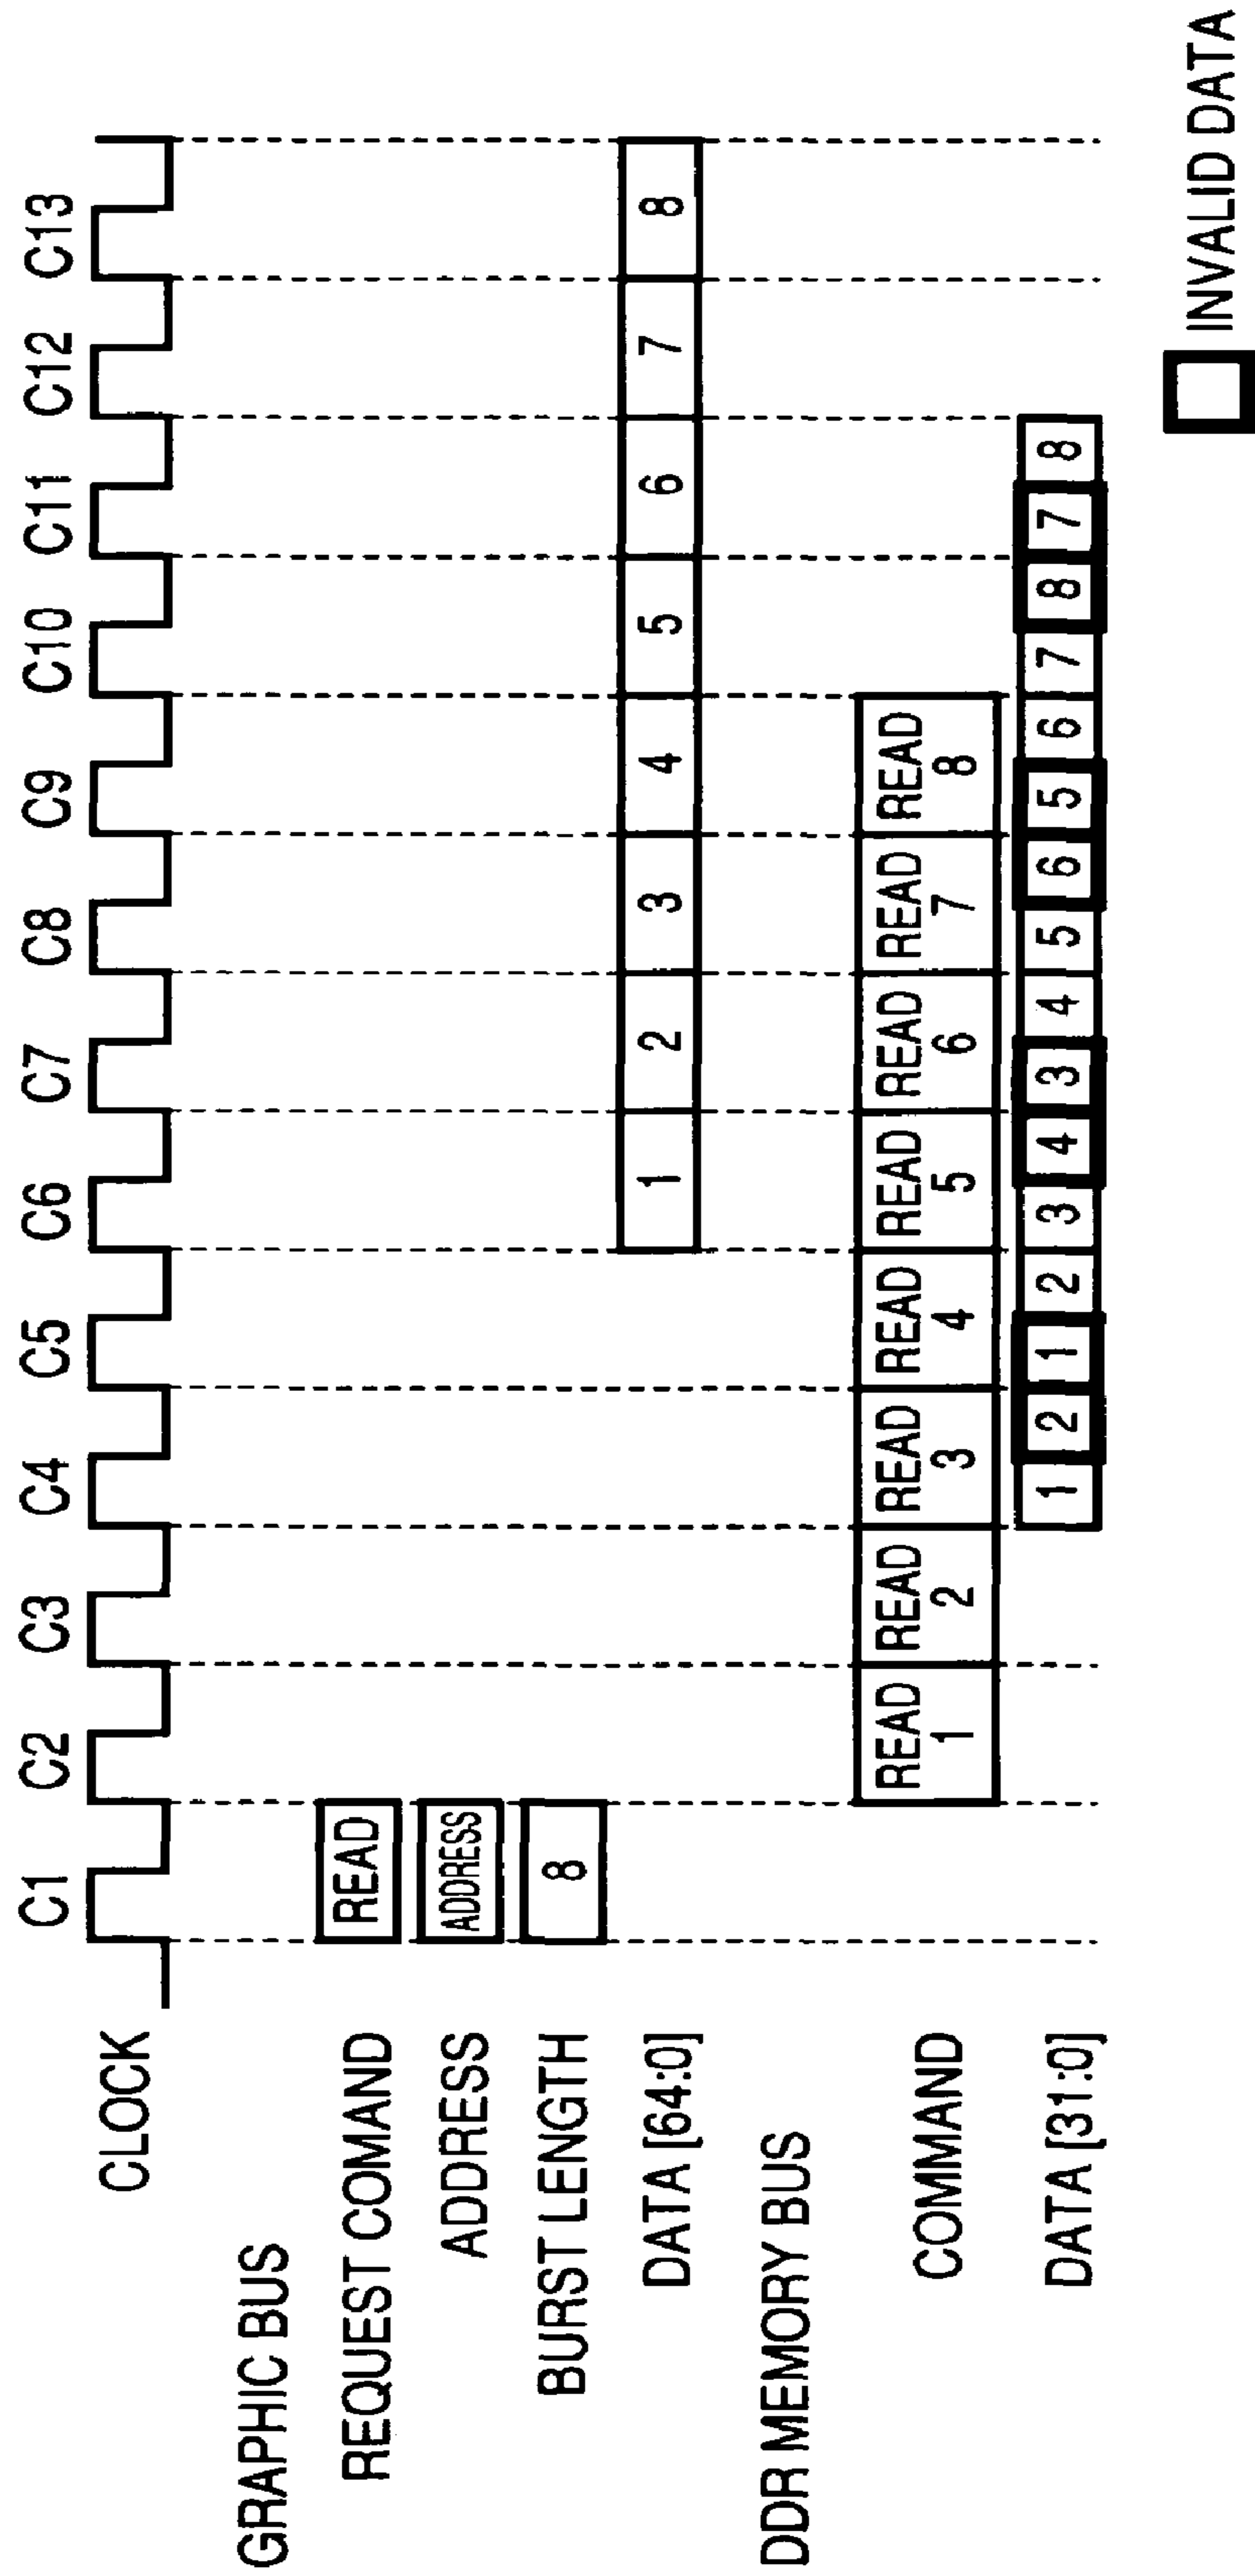 C1 C2 C3 C4 C5 C6 C7 C8 C9 C10 C11 C12 C13
CLOCK
GRAPHIC BUS
REQUEST COMAND READ
ADDRESS ADDRESS
BURST LENGTH 8
DATA [64:0] 1 2 3 4 5 6 7 8
DDR MEMORY BUS
COMMAND READ 1 READ 2 READ 3 READ 4 READ 5 READ 6 READ 7 READ 8
DATA [31:0] 1 2 1 2 3 4 3 4 5 6 5 6 7 8 7 8
INVALID DATA